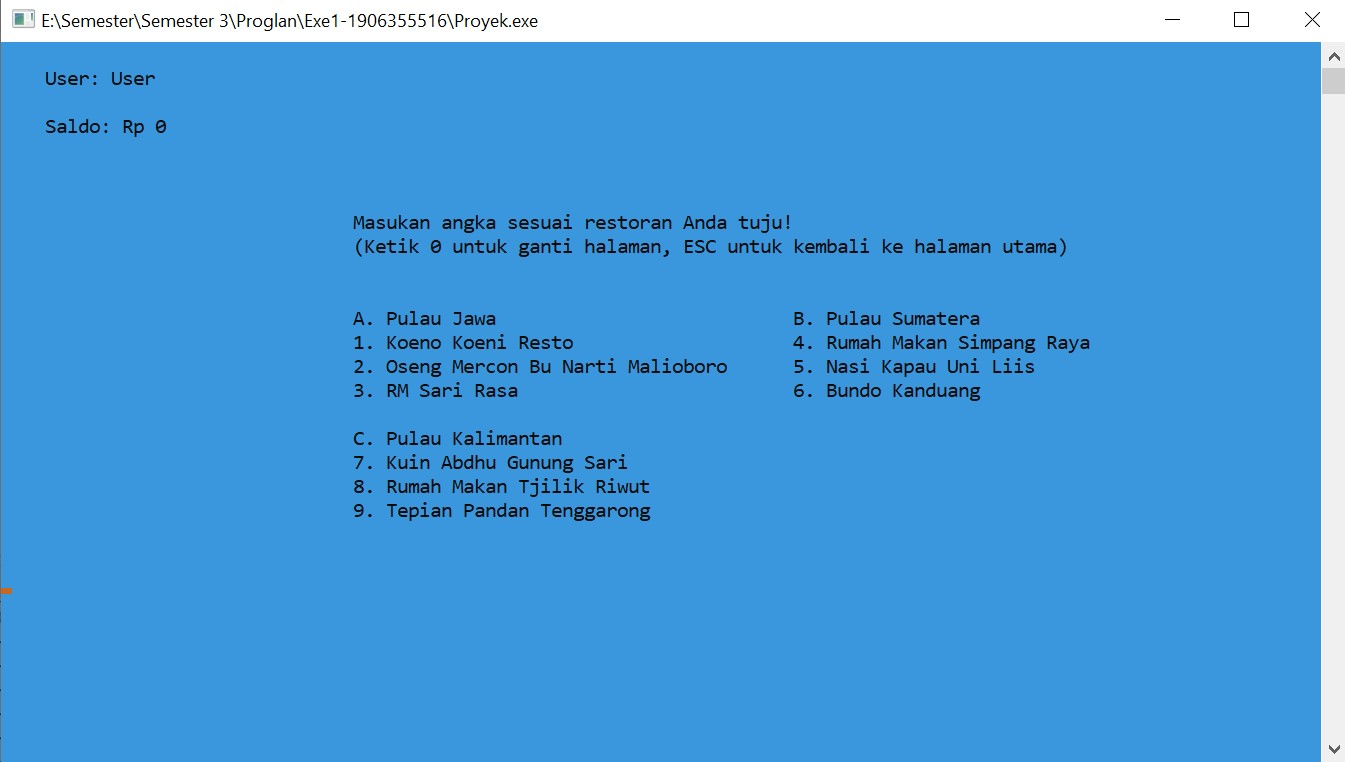 E:\Semester\Semester 3\Proglan\Exe1-1906355516\Proyek.exe
User: User
Saldo: Rp 0
Masukan angka sesuai restoran Anda tuju!
(Ketik 0 untuk ganti halaman, ESC untuk kembali ke halaman utama)
A. Pulau Jawa
1. Koeno Koeni Resto
2. Oseng Mercon Bu Narti Malioboro
3. RM Sari Rasa
B. Pulau Sumatera
4. Rumah Makan Simpang Raya
5. Nasi Kapau Uni Liis
6. Bundo Kanduang
C. Pulau Kalimantan
7. Kuin Abdhu Gunung Sari
8. Rumah Makan Tjilik Riwut
9. Tepian Pandan Tenggarong